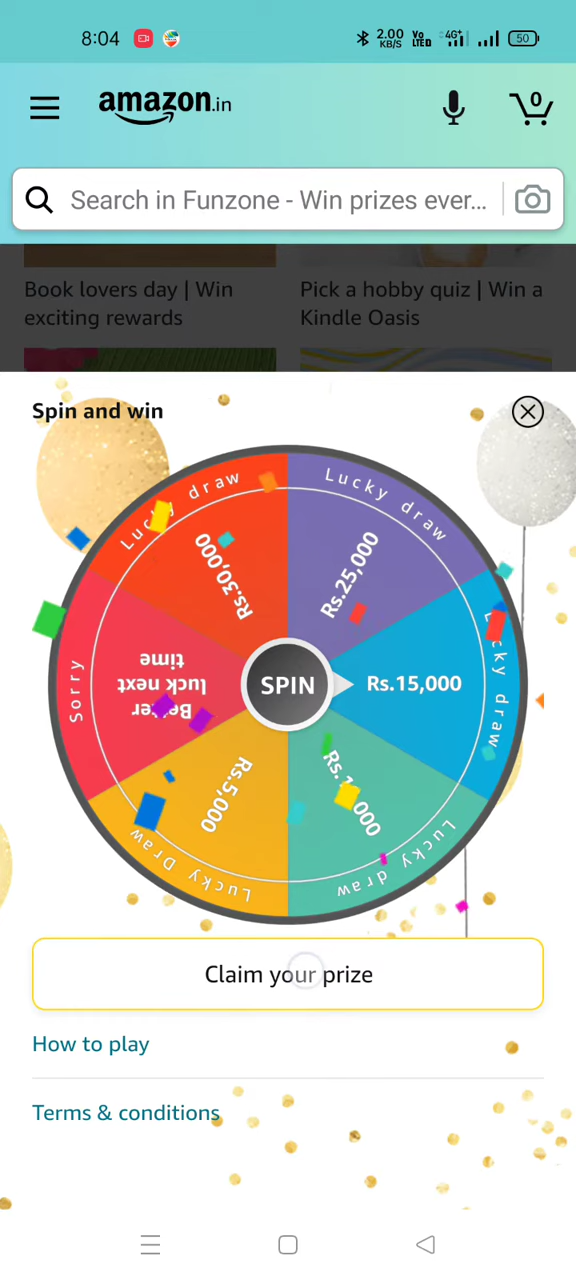 8:04
2.00
KB/S
Vo
LTED
4G+
50
amazon.in
0
Search in Funzone - Win prizes ever...
Book lovers day | Win
exciting rewards
Pick a hobby quiz | Win a
Kindle Oasis
Spin and win
Lucky draw
Lucky draw
Rs.30,000
Rs.25,000
Sorry
Better
luck next
time
SPIN
Rs.15,000
Lucky draw
Rs.5,000
Lucky Draw
Lucky draw
Claim your prize
How to play
Terms & conditions